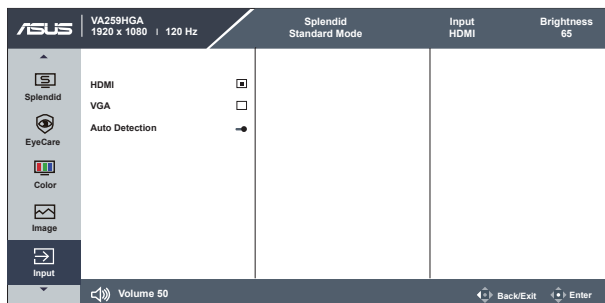 ASUS
VA259HGA
1920 x 1080 | 120 Hz
Splendid
Standard Mode
Input
HDMI
Brightness
65
Splendid
EyeCare
Color
Image
Input
HDMI
VGA
Auto Detection
Volume 50
Back/Exit
Enter